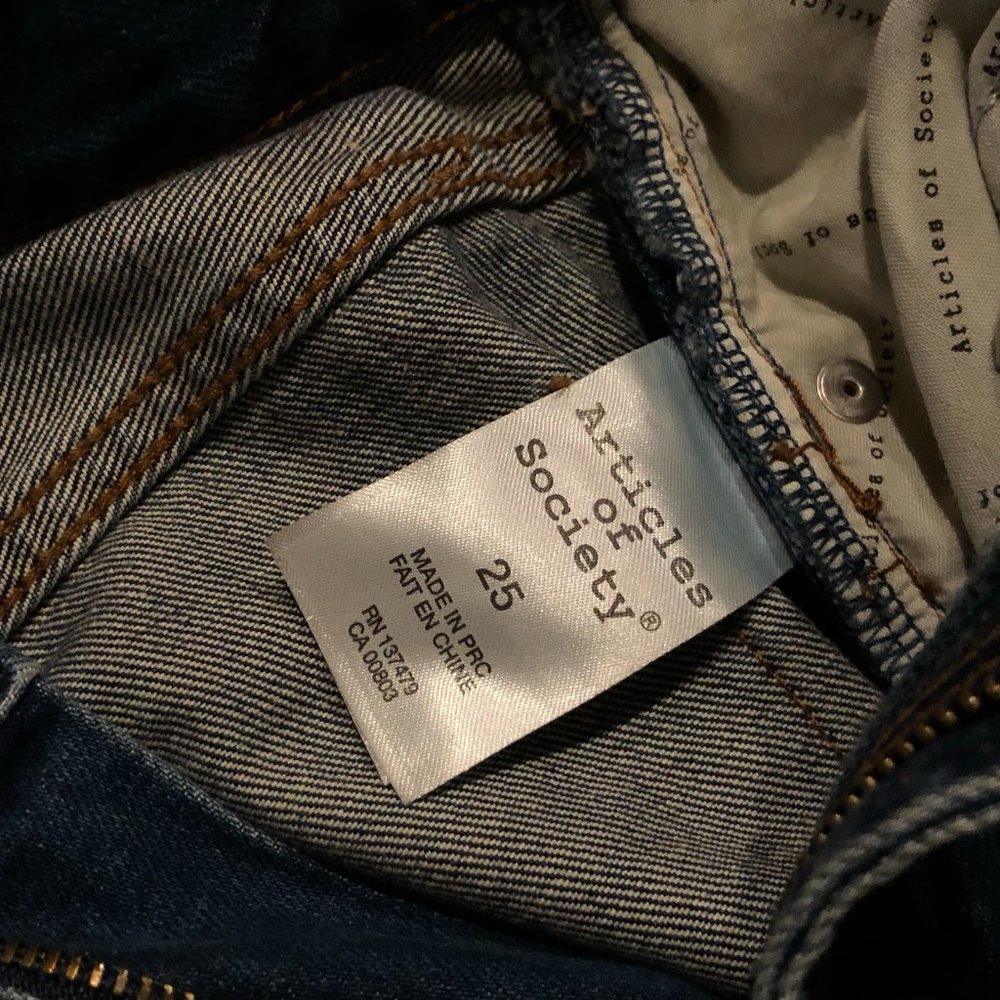 Articles
of
Society®
25
MADE IN PRC
FAIT EN CHINE
RN 137479
CA 00803
Articles of Society